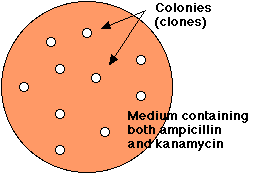 Colonies
(clones)
Medium containing
both ampicillin
and kanamycin